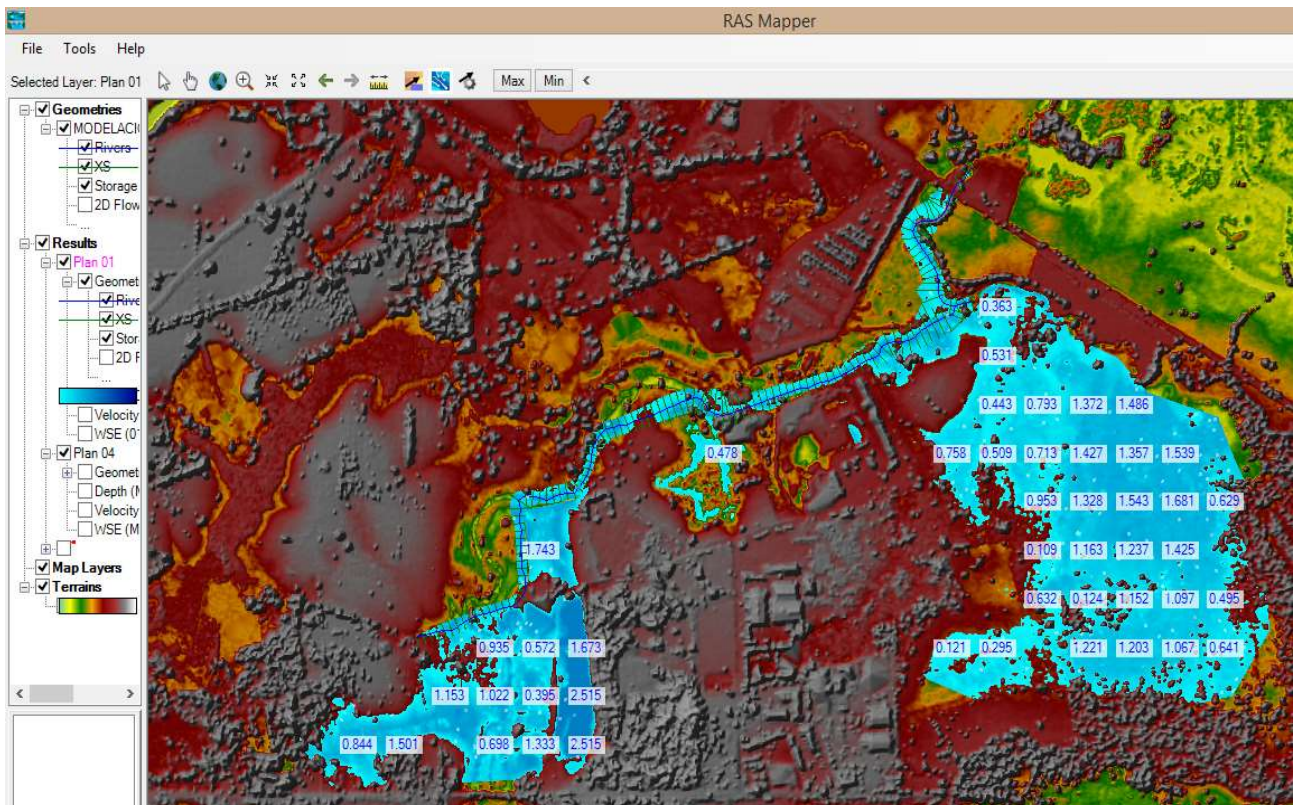 RAS Mapper
File Tools Help
Selected Layer: Plan 01 Max Min <
Geometries
MODELACI
Rivers
XS
Storage
2D Flow
...
Results
Plan 01
Geomet
Rive
XS
Stor
2D F
...
Velocity
WSE (01
Plan 04
Geomet
Depth (M
Velocity
WSE (M
Map Layers
Terrains
0.363
0.531
0.443 0.793 1.372 1.486
0.478 0.758 0.509 0.713 1.427 1.357 1.539
0.953 1.328 1.543 1.681 0.629
1.743 0.109 1.163 1.237 1.425
0.632 0.124 1.152 1.097 0.495
0.935 0.572 1.673 0.121 0.295 1.221 1.203 1.067 0.641
1.153 1.022 0.395 2.515
0.844 1.501 0.698 1.333 2.515